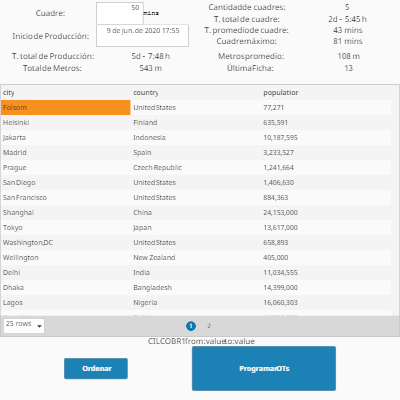 Cuadre: 50 mins
Inicio de Producción: 9 de jun. de 2020 17:55
T. total de Producción: 5d - 7:48 h
Total de Metros: 543 m
Cantidad de cuadres: 5
T. total de cuadre: 2d - 5:45 h
T. promedio de cuadre: 43 mins
Cuadre máximo: 81 mins
Metros promedio: 108 m
Última Ficha: 13
city country population
Folsom United States 77,271
Helsinki Finland 635,591
Jakarta Indonesia 10,187,595
Madrid Spain 3,233,527
Prague Czech Republic 1,241,664
San Diego United States 1,406,630
San Francisco United States 884,363
Shanghai China 24,153,000
Tokyo Japan 13,617,000
Washington, DC United States 658,893
Wellington New Zealand 405,000
Delhi India 11,034,555
Dhaka Bangladesh 14,399,000
Lagos Nigeria 16,060,303
25 rows 1 2
CILCOBR1from:valueto:value
Ordenar ProgramarOTs